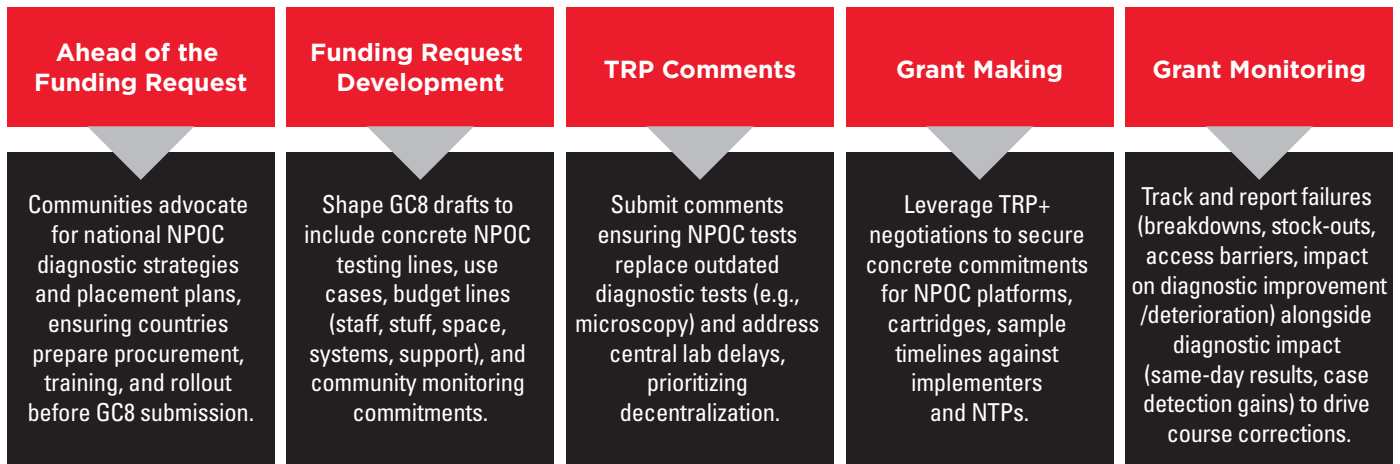 Ahead of the
Funding Request
Communities advocate
for national NPOC
diagnostic strategies
and placement plans,
ensuring countries
prepare procurement,
training, and rollout
before GC8 submission.
Funding Request
Development
Shape GC8 drafts to
include concrete NPOC
testing lines, use
cases, budget lines
(staff, stuff, space,
systems, support), and
community monitoring
commitments.
TRP Comments
Submit comments
ensuring NPOC tests
replace outdated
diagnostic tests (e.g.,
microscopy) and address
central lab delays,
prioritizing
decentralization.
Grant Making
Leverage TRP+
negotiations to secure
concrete commitments
for NPOC platforms,
cartridges, sample
timelines against
implementers
and NTPs.
Grant Monitoring
Track and report failures
(breakdowns, stock-outs,
access barriers, impact
on diagnostic improvement
/deterioration) alongside
diagnostic impact
(same-day results, case
detection gains) to drive
course corrections.